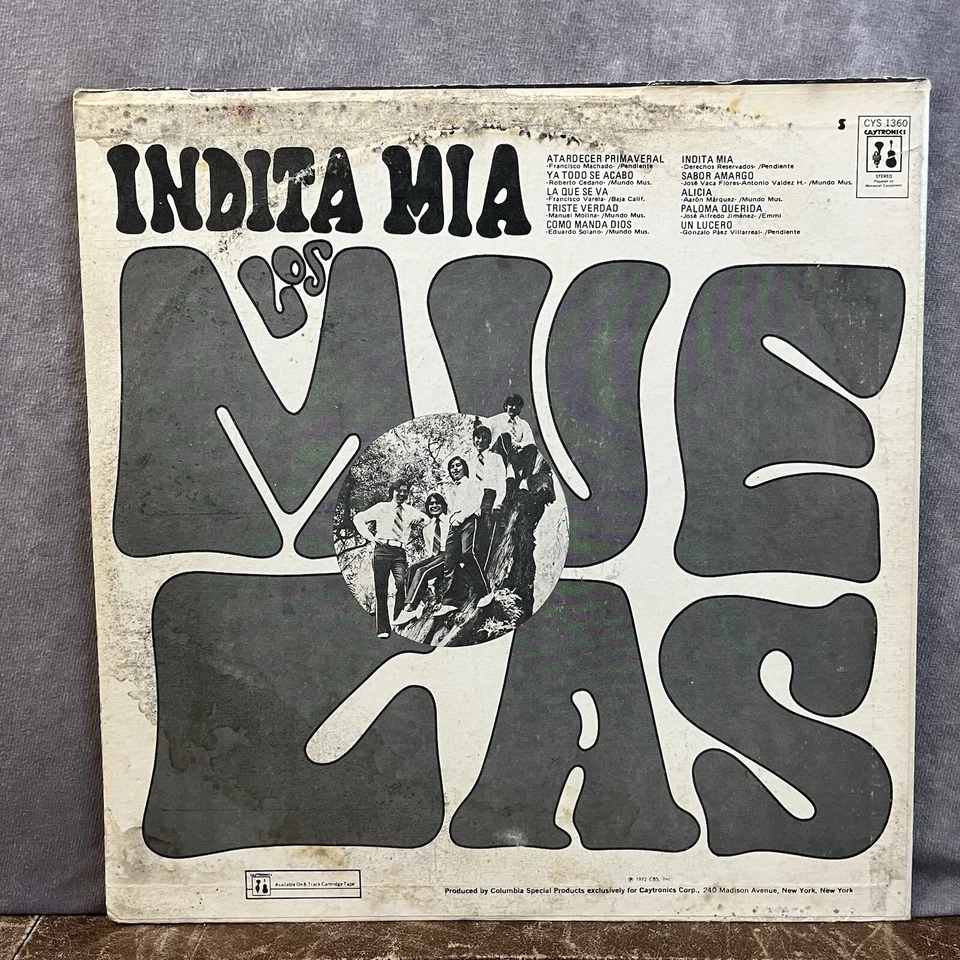 S
CYS 1360
CAYTRONICS
STEREO
INDITA MIA
ATARDECER PRIMAVERAL
-Francisco Machado- /Pendiente
YA TODO SE ACABO
-Roberto Cedano- /Mundo Mus.
LA QUE SE VA
-Francisco Varela- /Baja Calif.
TRISTE VERDAD
-Manuel Molina- /Mundo Mus.
COMO MANDA DIOS
-Eduardo Solano- /Mundo Mus.
INDITA MIA
-Derechos Reservados- /Pendiente
SABOR AMARGO
-José Vaca Flores-Antonio Valdez H.- /Mundo Mus.
ALICIA
-Aarón Márquez- /Mundo Mus.
PALOMA QUERIDA
-José Alfredo Jiménez- /Emmi
UN LUCERO
-Gonzalo Páez Villarreal- /Pendiente
LOS
MUE
LAS
CAYTRONICS
Available On 8 Track Cartridge Tape
℗ 1972 CBS, Inc.
Produced by Columbia Special Products exclusively for Caytronics Corp., 240 Madison Avenue, New York, New York